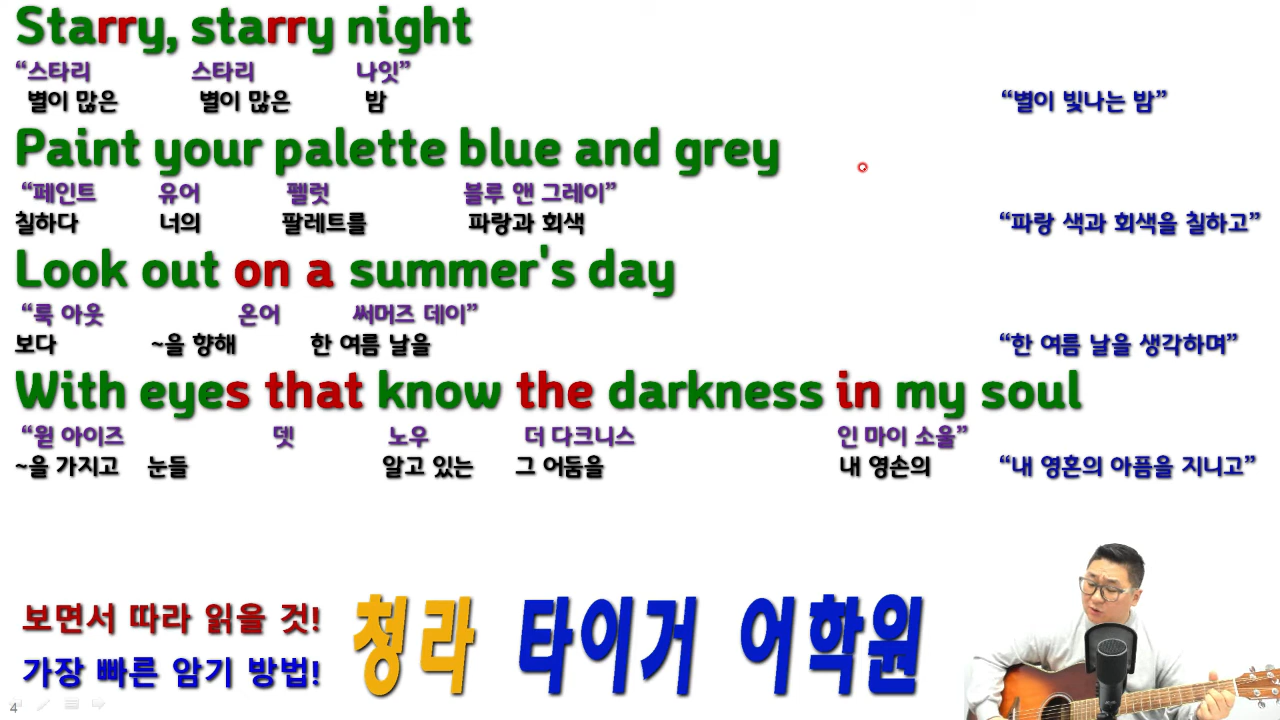 Starry, starry night
“스타리 스타리 나잇”
별이 많은 별이 많은 밤 “별이 빛나는 밤”
Paint your palette blue and grey
“페인트 유어 펠럿 블루 앤 그레이”
칠하다 너의 팔레트를 파랑과 회색 “파랑 색과 회색을 칠하고”
Look out on a summer's day
“룩 아웃 온어 써머즈 데이”
보다 ~을 향해 한 여름 날을 “한 여름 날을 생각하며”
With eyes that know the darkness in my soul
“윋 아이즈 뎃 노우 더 다크니스 인 마이 소울”
~을 가지고 눈들 알고 있는 그 어둠을 내 영손의 “내 영혼의 아픔을 지니고”
보면서 따라 읽을 것!
가장 빠른 암기 방법!
청라 타이거 어학원
4